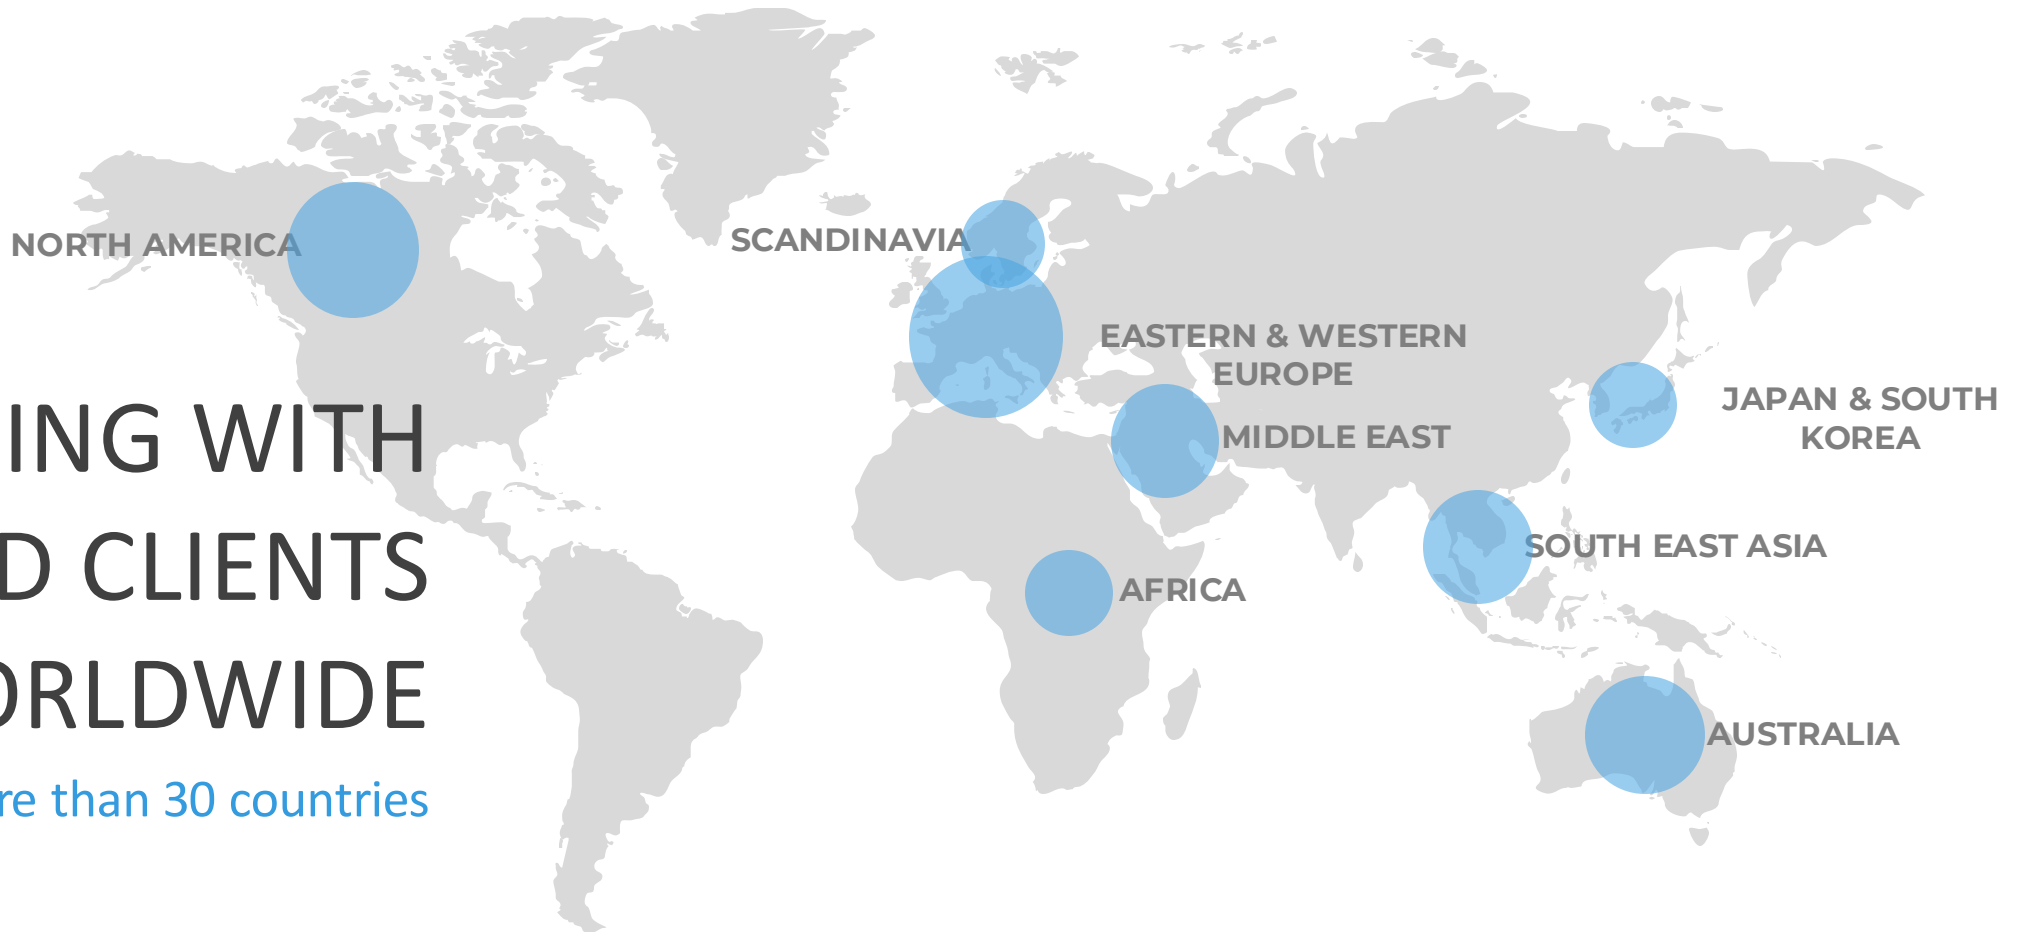 NORTH AMERICA
SCANDINAVIA
EASTERN & WESTERN
EUROPE
MIDDLE EAST
JAPAN & SOUTH
KOREA
SOUTH EAST ASIA
AFRICA
AUSTRALIA
ING WITH
D CLIENTS
ORLDWIDE
re than 30 countries